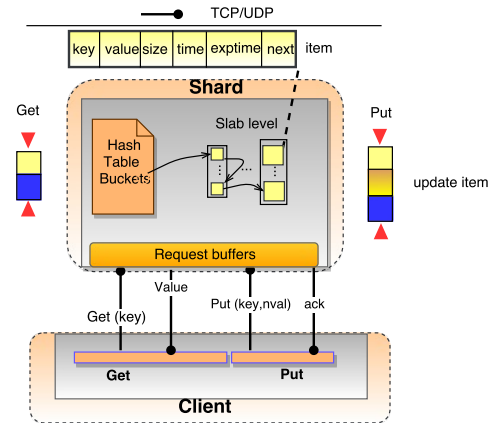 TCP/UDP
key value size time exptime next item
Shard
Get
Put
Slab level
Hash
Table
Buckets
...
update item
Request buffers
Value
Get (key)
Put (key,nval) ack
Get
Put
Client